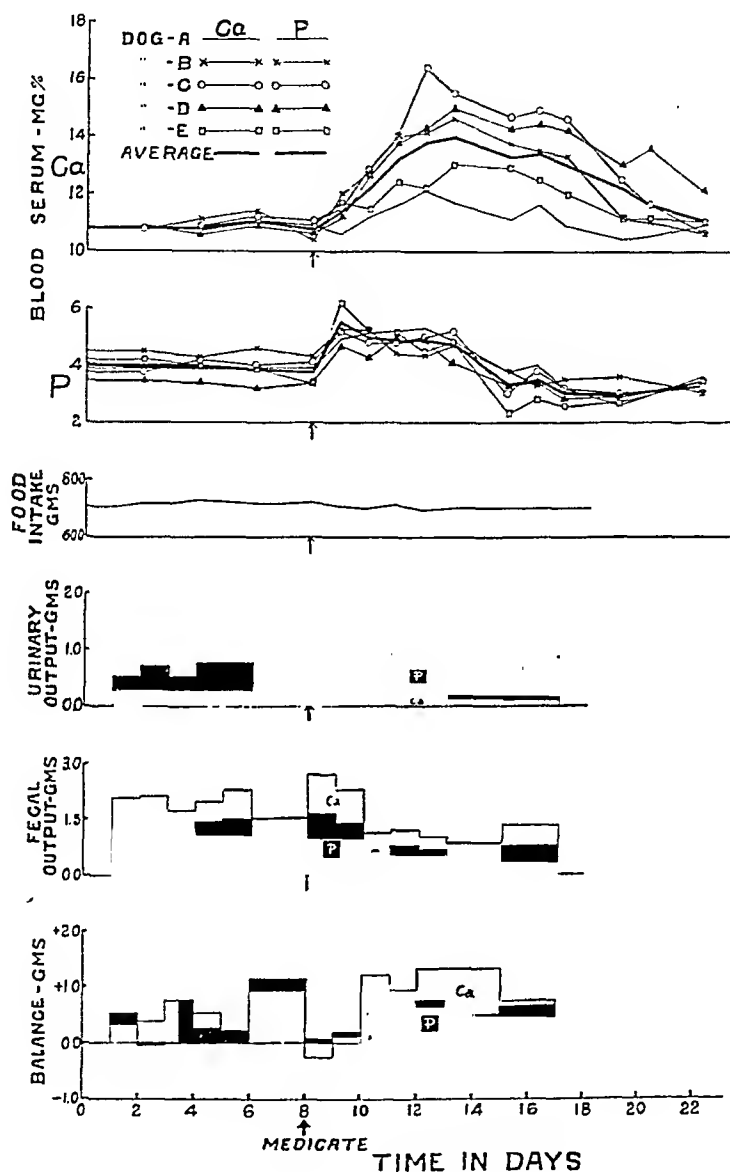 Ca P
DOG-A
" -B
" -C
" -D
" -E
AVERAGE
BLOOD SERUM-MG%
Ca
18
16
14
12
10
P
6
4
2
FOOD
INTAKE
GMS
800
600
URINARY
OUTPUT-GMS
2.0
1.0
0.0
P
Ca
FECAL
OUTPUT-GMS
3.0
1.5
0.0
Ca
P
BALANCE-GMS
+2.0
+1.0
0.0
-1.0
Ca
P
0 2 4 6 8 10 12 14 16 18 20 22
MEDICATE
TIME IN DAYS